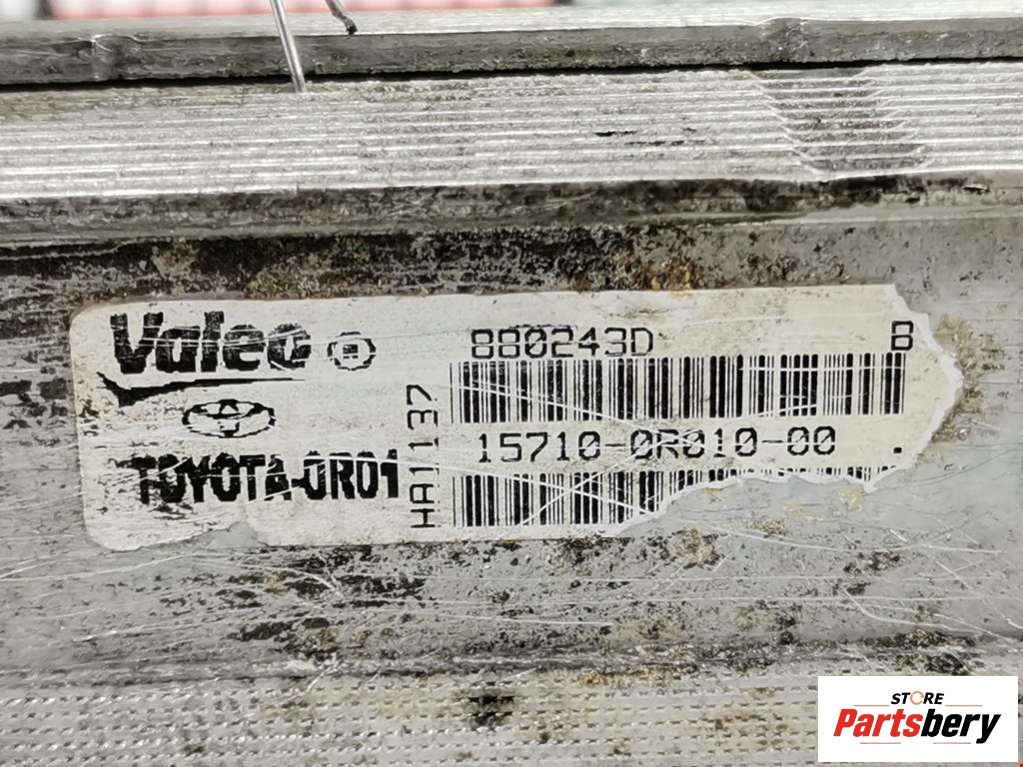 Valeo
880243D B
HA1137
15710-0R010-00 .
TOYOTA-0R01
STORE
Partsbery